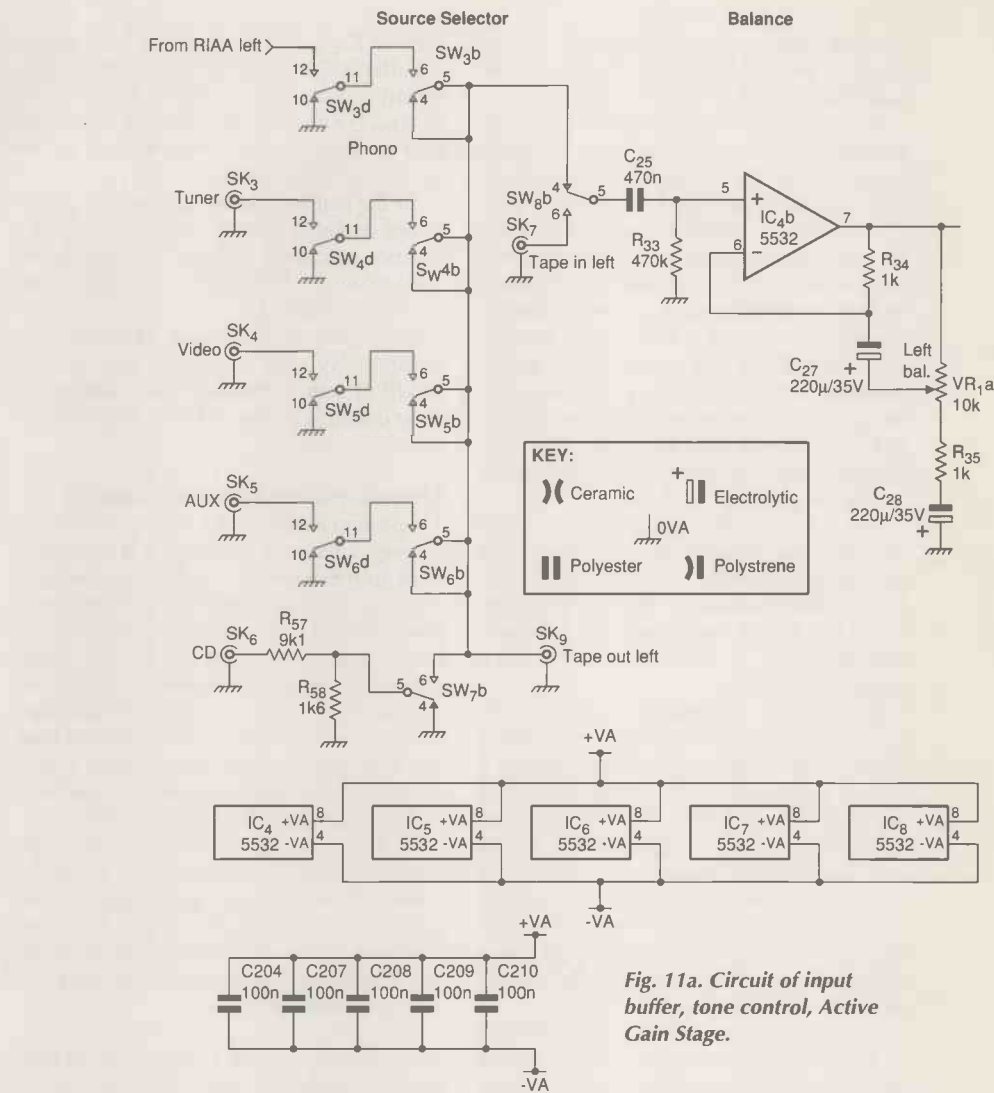 Source Selector
Balance
From RIAA left
12
11
10
SW3d
6
5
4
SW3b
Phono
SK3
Tuner
12
11
10
SW4d
6
5
4
SW4b
SK4
Video
12
11
10
SW5d
6
5
4
SW5b
SK5
AUX
12
11
10
SW6d
6
5
4
SW6b
SK6
CD
R57
9k1
R58
1k6
5
6
4
SW7b
SK9
Tape out left
SW8b
4
5
6
SK7
Tape in left
C25
470n
R33
470k
5
+
6
−
IC4b
5532
7
R34
1k
C27
220µ/35V
+
Left
bal.
VR1a
10k
R35
1k
C28
220µ/35V
+
KEY:
Ceramic
+
Electrolytic
0VA
Polyester
Polystrene
+VA
IC4 +VA 8
5532 -VA 4
IC5 +VA 8
5532 -VA 4
IC6 +VA 8
5532 -VA 4
IC7 +VA 8
5532 -VA 4
IC8 +VA 8
5532 -VA 4
-VA
+VA
C204 C207 C208 C209 C210
100n 100n 100n 100n 100n
-VA
Fig. 11a. Circuit of input
buffer, tone control, Active
Gain Stage.